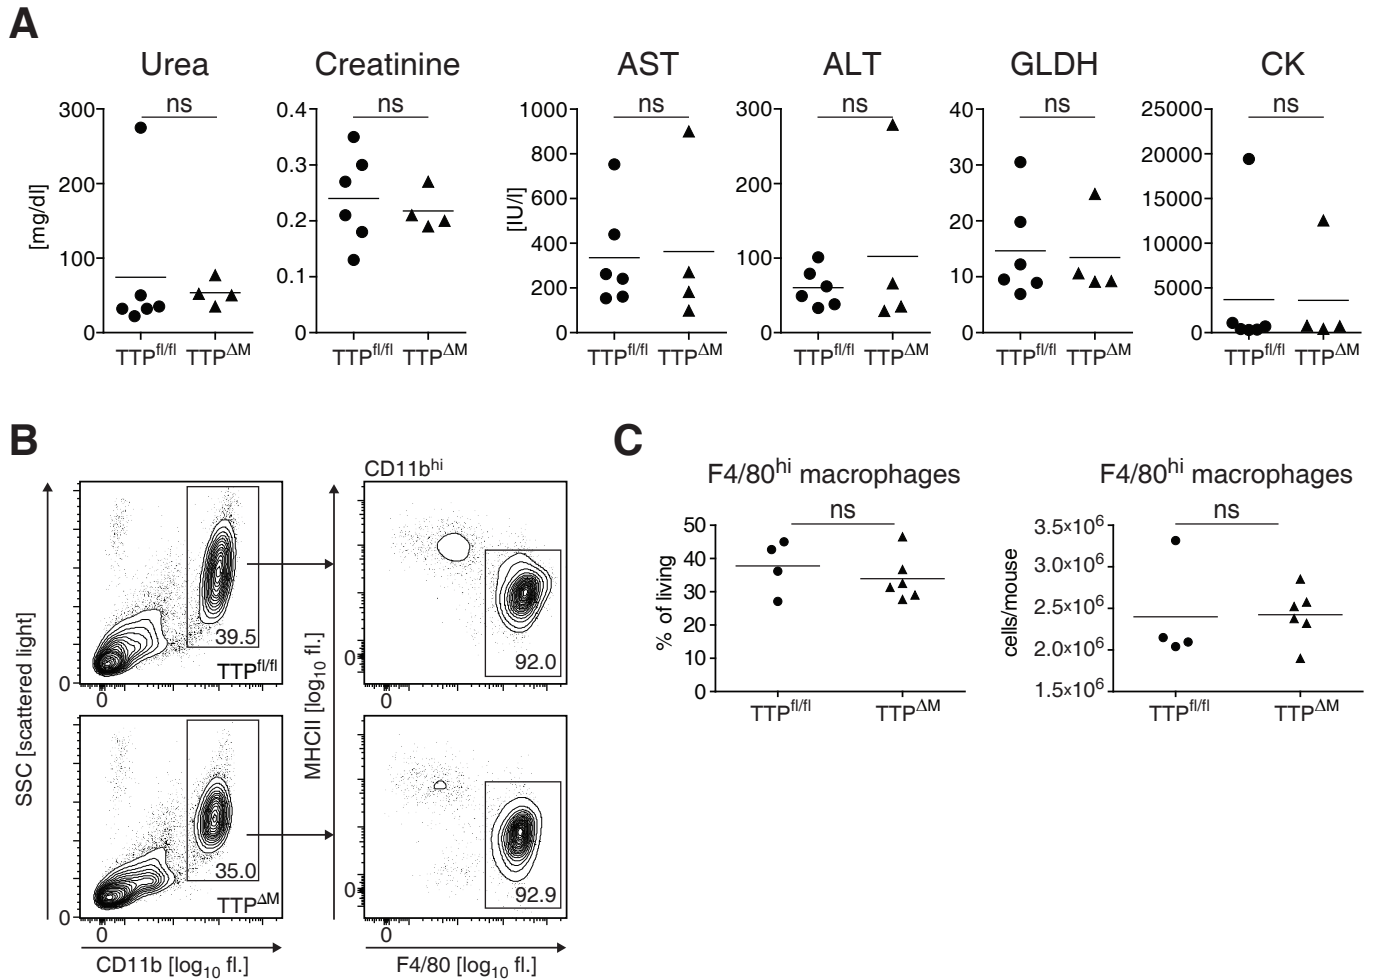 A
Urea Creatinine AST ALT GLDH CK
ns ns ns ns ns ns
[mg/dl]
300
200
100
0
TTPfl/fl TTPΔM
0.4
0.3
0.2
0.1
0
TTPfl/fl TTPΔM
[IU/l]
1000
800
600
400
200
0
TTPfl/fl TTPΔM
300
200
100
0
TTPfl/fl TTPΔM
40
30
20
10
0
TTPfl/fl TTPΔM
25000
20000
15000
10000
5000
0
TTPfl/fl TTPΔM
B
CD11bhi
SSC [scattered light]
MHCII [log10 fl.]
39.5
TTPfl/fl
0
0
92.0
0
0
35.0
TTPΔM
0
0
92.9
0
0
CD11b [log10 fl.]
F4/80 [log10 fl.]
C
F4/80hi macrophages
ns
% of living
50
40
30
20
10
0
TTPfl/fl TTPΔM
F4/80hi macrophages
ns
cells/mouse
3.5×106
3.0×106
2.5×106
2.0×106
1.5×106
TTPfl/fl TTPΔM